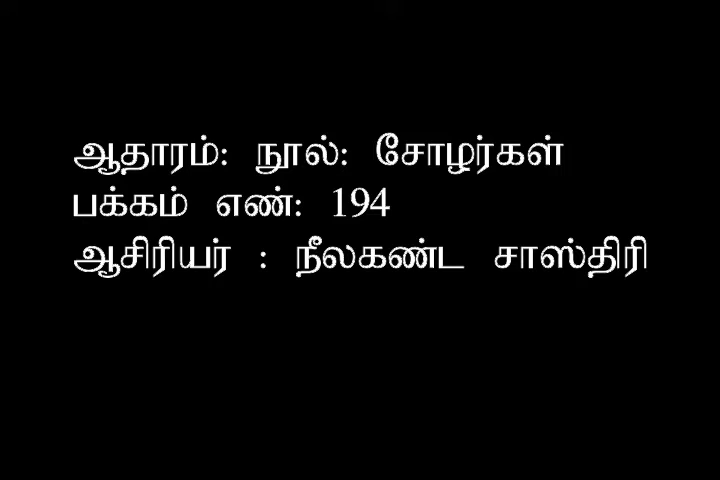 ஆதாரம்: நூல்: சோழர்கள்
பக்கம் எண்: 194
ஆசிரியர் : நீலகண்ட சாஸ்திரி